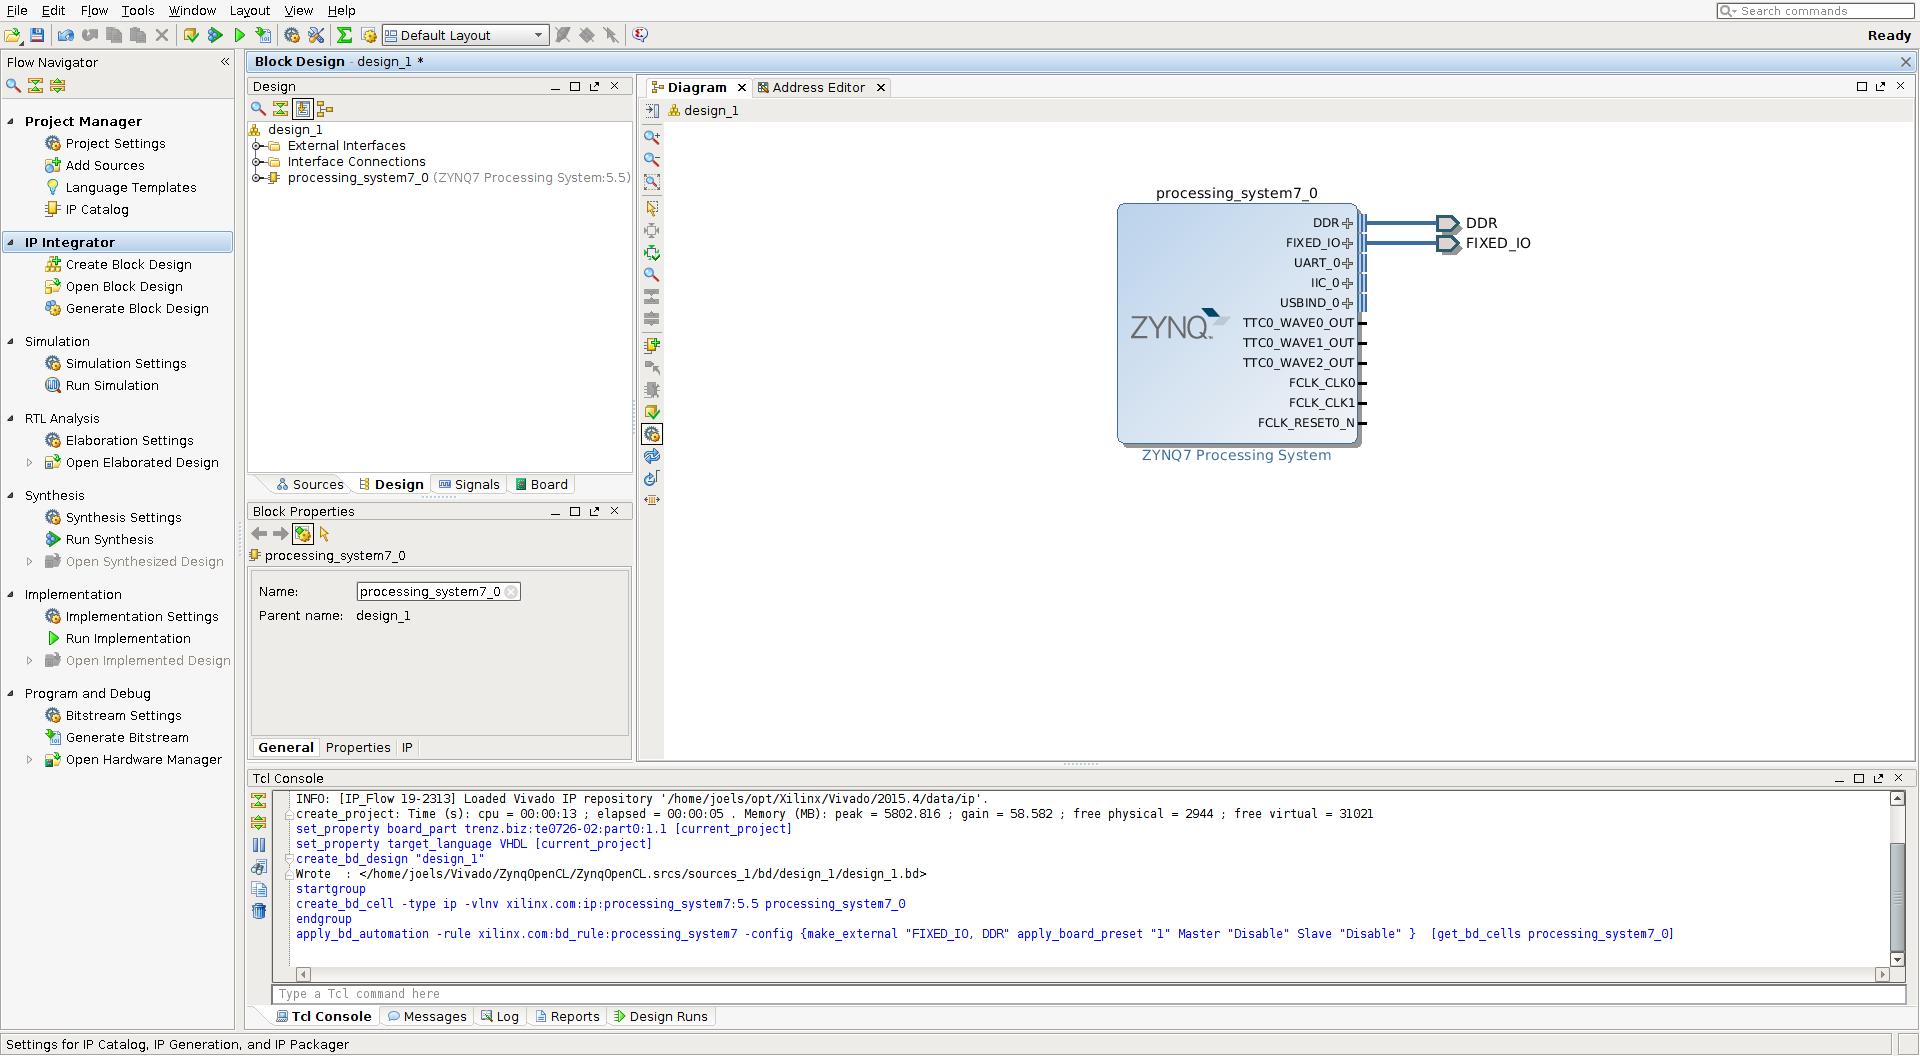 File Edit Flow Tools Window Layout View Help
Search commands
Default Layout
Ready
Flow Navigator
Project Manager
Project Settings
Add Sources
Language Templates
IP Catalog
IP Integrator
Create Block Design
Open Block Design
Generate Block Design
Simulation
Simulation Settings
Run Simulation
RTL Analysis
Elaboration Settings
Open Elaborated Design
Synthesis
Synthesis Settings
Run Synthesis
Open Synthesized Design
Implementation
Implementation Settings
Run Implementation
Open Implemented Design
Program and Debug
Bitstream Settings
Generate Bitstream
Open Hardware Manager
Block Design - design_1 *
Design
design_1
External Interfaces
Interface Connections
processing_system7_0 (ZYNQ7 Processing System:5.5)
Sources Design Signals Board
Block Properties
processing_system7_0
Name: processing_system7_0
Parent name: design_1
General Properties IP
Diagram Address Editor
design_1
processing_system7_0
DDR
FIXED_IO
UART_0
IIC_0
USBIND_0
TTC0_WAVE0_OUT
TTC0_WAVE1_OUT
TTC0_WAVE2_OUT
FCLK_CLK0
FCLK_CLK1
FCLK_RESET0_N
ZYNQ
ZYNQ7 Processing System
DDR
FIXED_IO
Tcl Console
INFO: [IP_Flow 19-2313] Loaded Vivado IP repository '/home/joels/opt/Xilinx/Vivado/2015.4/data/ip'.
create_project: Time (s): cpu = 00:00:13 ; elapsed = 00:00:05 . Memory (MB): peak = 5802.816 ; gain = 58.582 ; free physical = 2944 ; free virtual = 31021
set_property board_part trenz.biz:te0726-02:part0:1.1 [current_project]
set_property target_language VHDL [current_project]
create_bd_design "design_1"
Wrote  : </home/joels/Vivado/ZynqOpenCL/ZynqOpenCL.srcs/sources_1/bd/design_1/design_1.bd>
startgroup
create_bd_cell -type ip -vlnv xilinx.com:ip:processing_system7:5.5 processing_system7_0
endgroup
apply_bd_automation -rule xilinx.com:bd_rule:processing_system7 -config {make_external "FIXED_IO, DDR" apply_board_preset "1" Master "Disable" Slave "Disable" }  [get_bd_cells processing_system7_0]
Type a Tcl command here
Tcl Console Messages Log Reports Design Runs
Settings for IP Catalog, IP Generation, and IP Packager